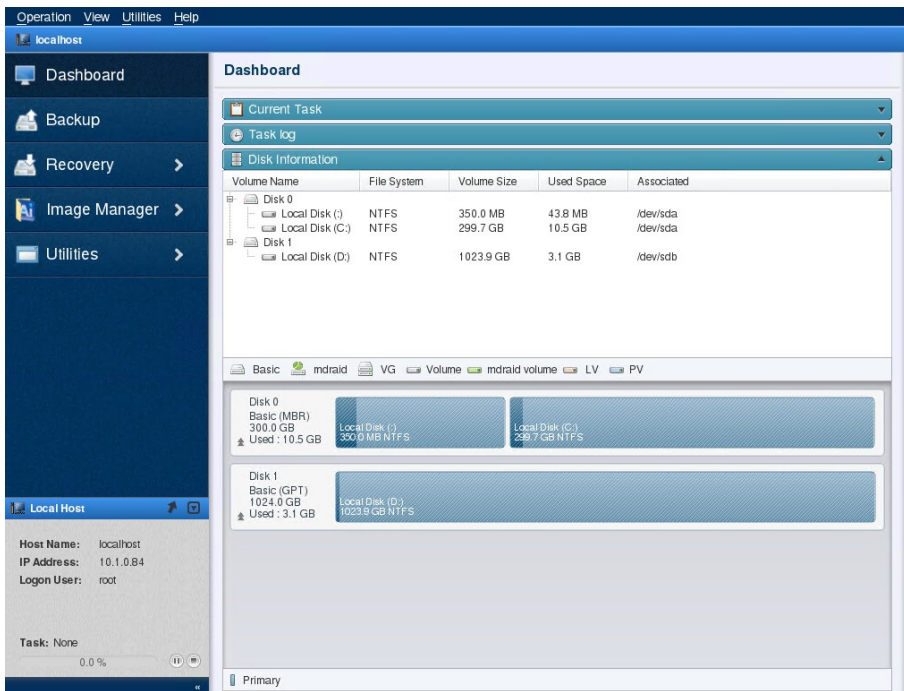 Operation View Utilities Help
localhost
Dashboard
Backup
Recovery
Image Manager
Utilities
Dashboard
Current Task
Task log
Disk Information
Volume Name File System Volume Size Used Space Associated
Disk 0
Local Disk (:) NTFS 350.0 MB 43.8 MB /dev/sda
Local Disk (C:) NTFS 299.7 GB 10.5 GB /dev/sda
Disk 1
Local Disk (D:) NTFS 1023.9 GB 3.1 GB /dev/sdb
Basic mdraid VG Volume mdraid volume LV PV
Disk 0
Basic (MBR)
300.0 GB
Used : 10.5 GB
Local Disk (:)
350.0 MB NTFS
Local Disk (C:)
299.7 GB NTFS
Disk 1
Basic (GPT)
1024.0 GB
Used : 3.1 GB
Local Disk (D:)
1023.9 GB NTFS
Primary
Local Host
Host Name: localhost
IP Address: 10.1.0.84
Logon User: root
Task: None
0.0 %